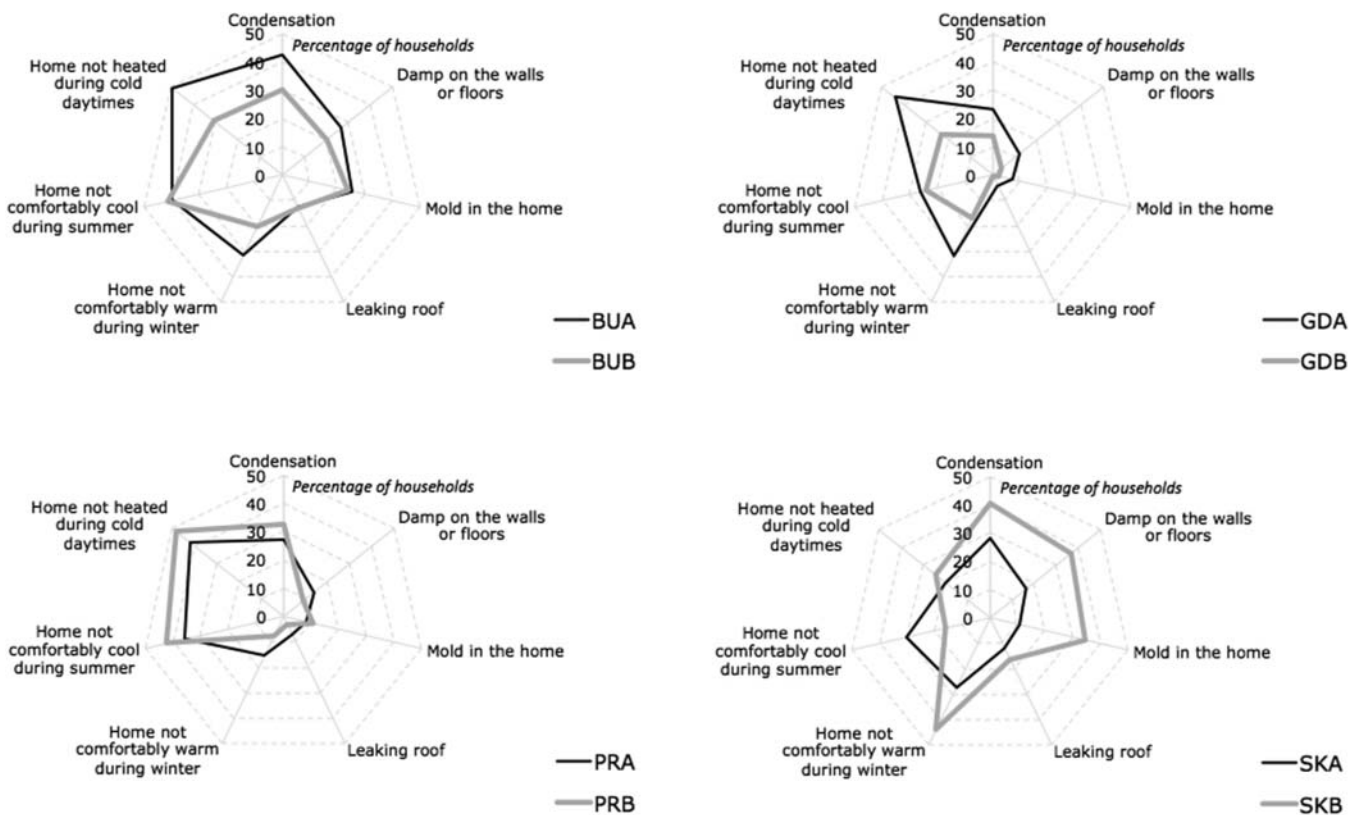 Condensation
50
Percentage of households
Home not heated
during cold
daytimes
40
Damp on the walls
or floors
30
20
10
0
Home not
comfortably cool
during summer
Mold in the home
Home not
comfortably warm
during winter
Leaking roof
BUA
BUB
Condensation
50
Percentage of households
Home not heated
during cold
daytimes
40
Damp on the walls
or floors
30
20
10
0
Home not
comfortably cool
during summer
Mold in the home
Home not
comfortably warm
during winter
Leaking roof
GDA
GDB
Condensation
50
Percentage of households
Home not heated
during cold
daytimes
40
Damp on the walls
or floors
30
20
10
0
Home not
comfortably cool
during summer
Mold in the home
Home not
comfortably warm
during winter
Leaking roof
PRA
PRB
Condensation
50
Percentage of households
Home not heated
during cold
daytimes
40
Damp on the walls
or floors
30
20
10
0
Home not
comfortably cool
during summer
Mold in the home
Home not
comfortably warm
during winter
Leaking roof
SKA
SKB